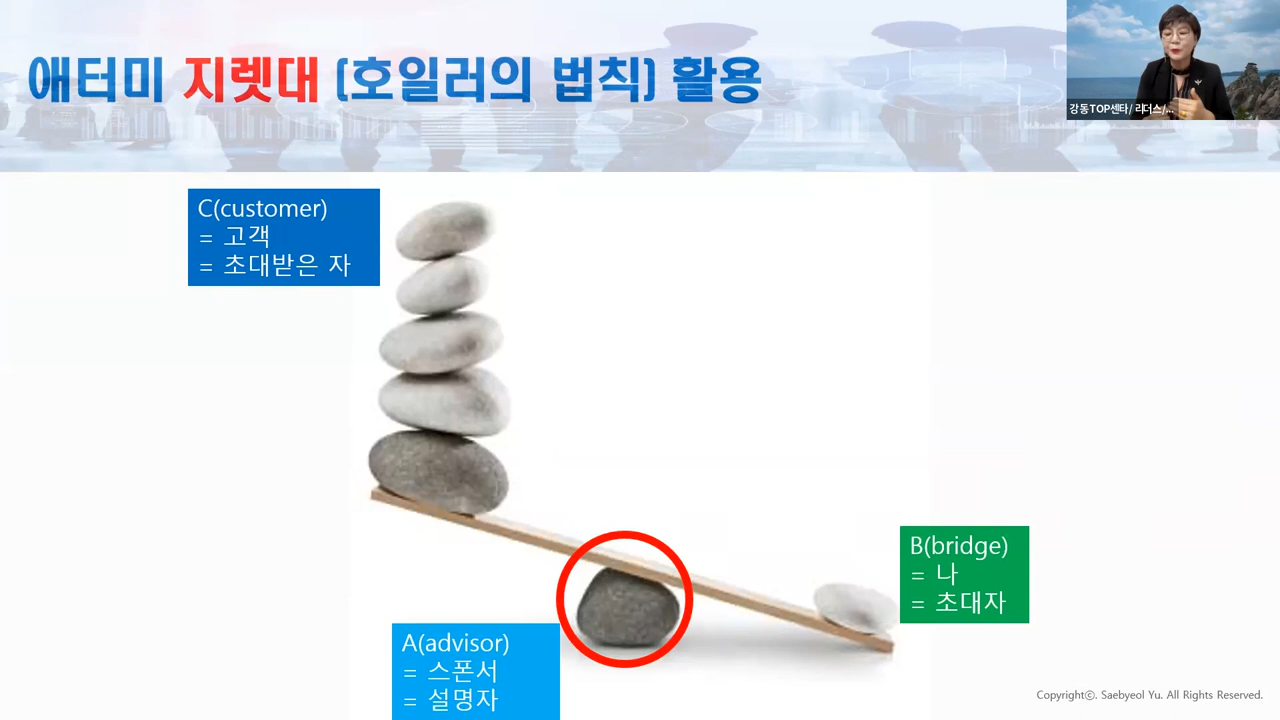 애터미 지렛대 (호일러의 법칙) 활용
강동TOP센타/ 리더스/...
C(customer)
= 고객
= 초대받은 자
B(bridge)
= 나
= 초대자
A(advisor)
= 스폰서
= 설명자
Copyrightⓒ. Saebyeol Yu. All Rights Reserved.